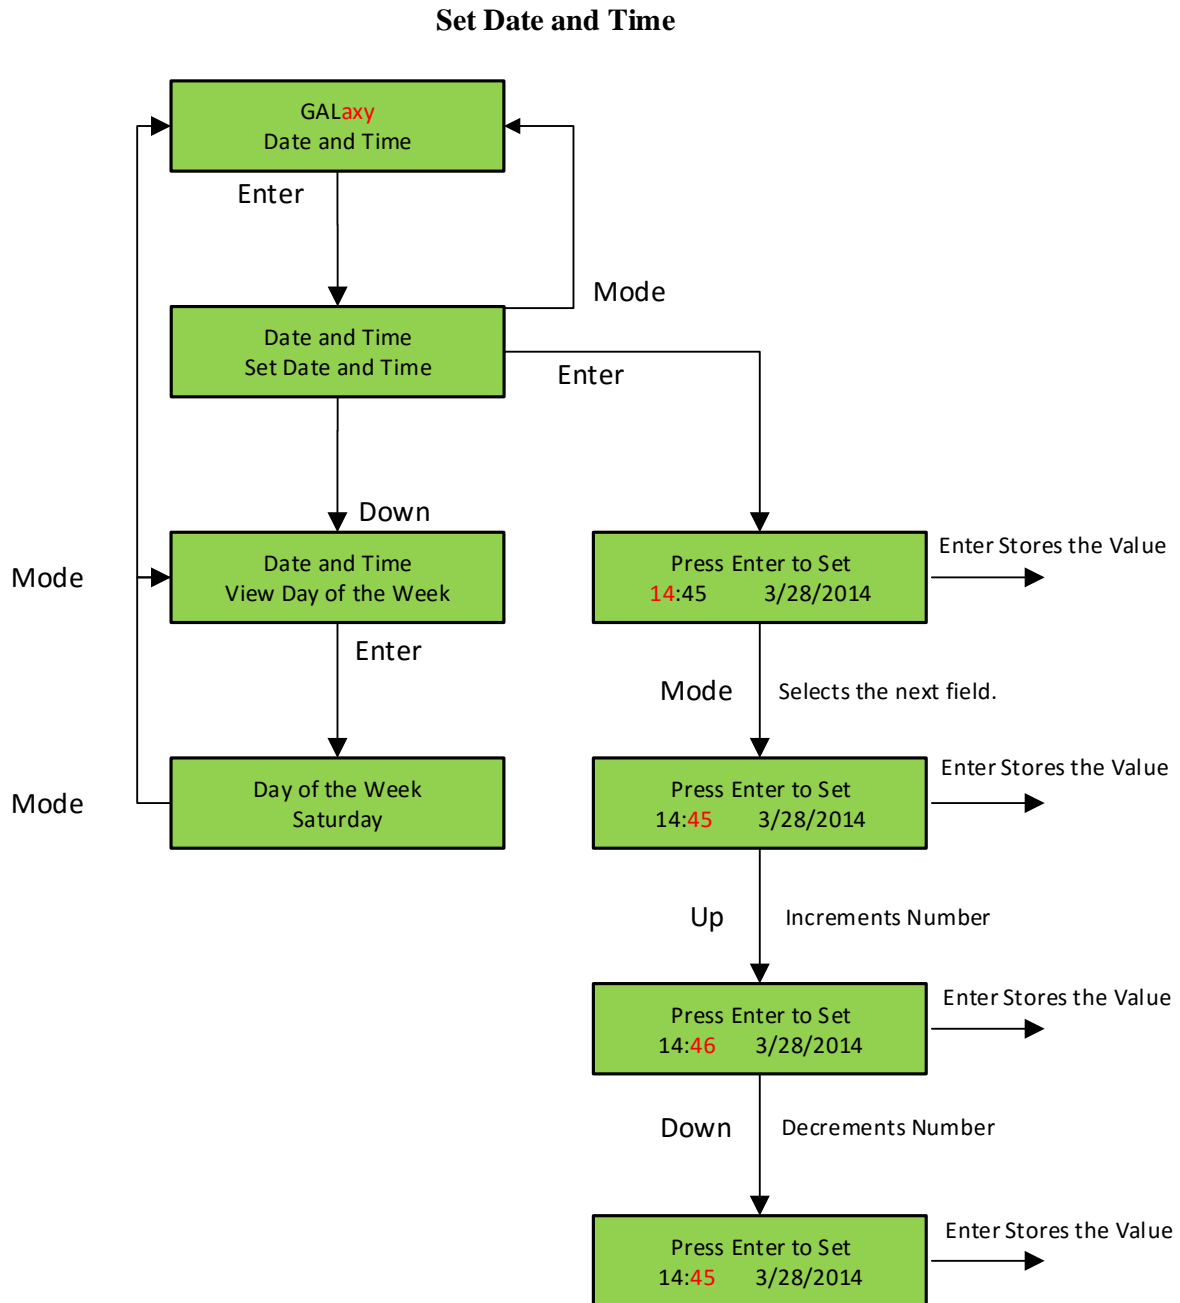 Set Date and Time
GALaxy
Date and Time
Enter
Mode
Date and Time
Set Date and Time
Enter
Down
Mode
Date and Time
View Day of the Week
Press Enter to Set
14:45 3/28/2014
Enter Stores the Value
Enter
Mode
Selects the next field.
Mode
Day of the Week
Saturday
Press Enter to Set
14:45 3/28/2014
Enter Stores the Value
Up
Increments Number
Press Enter to Set
14:46 3/28/2014
Enter Stores the Value
Down
Decrements Number
Press Enter to Set
14:45 3/28/2014
Enter Stores the Value